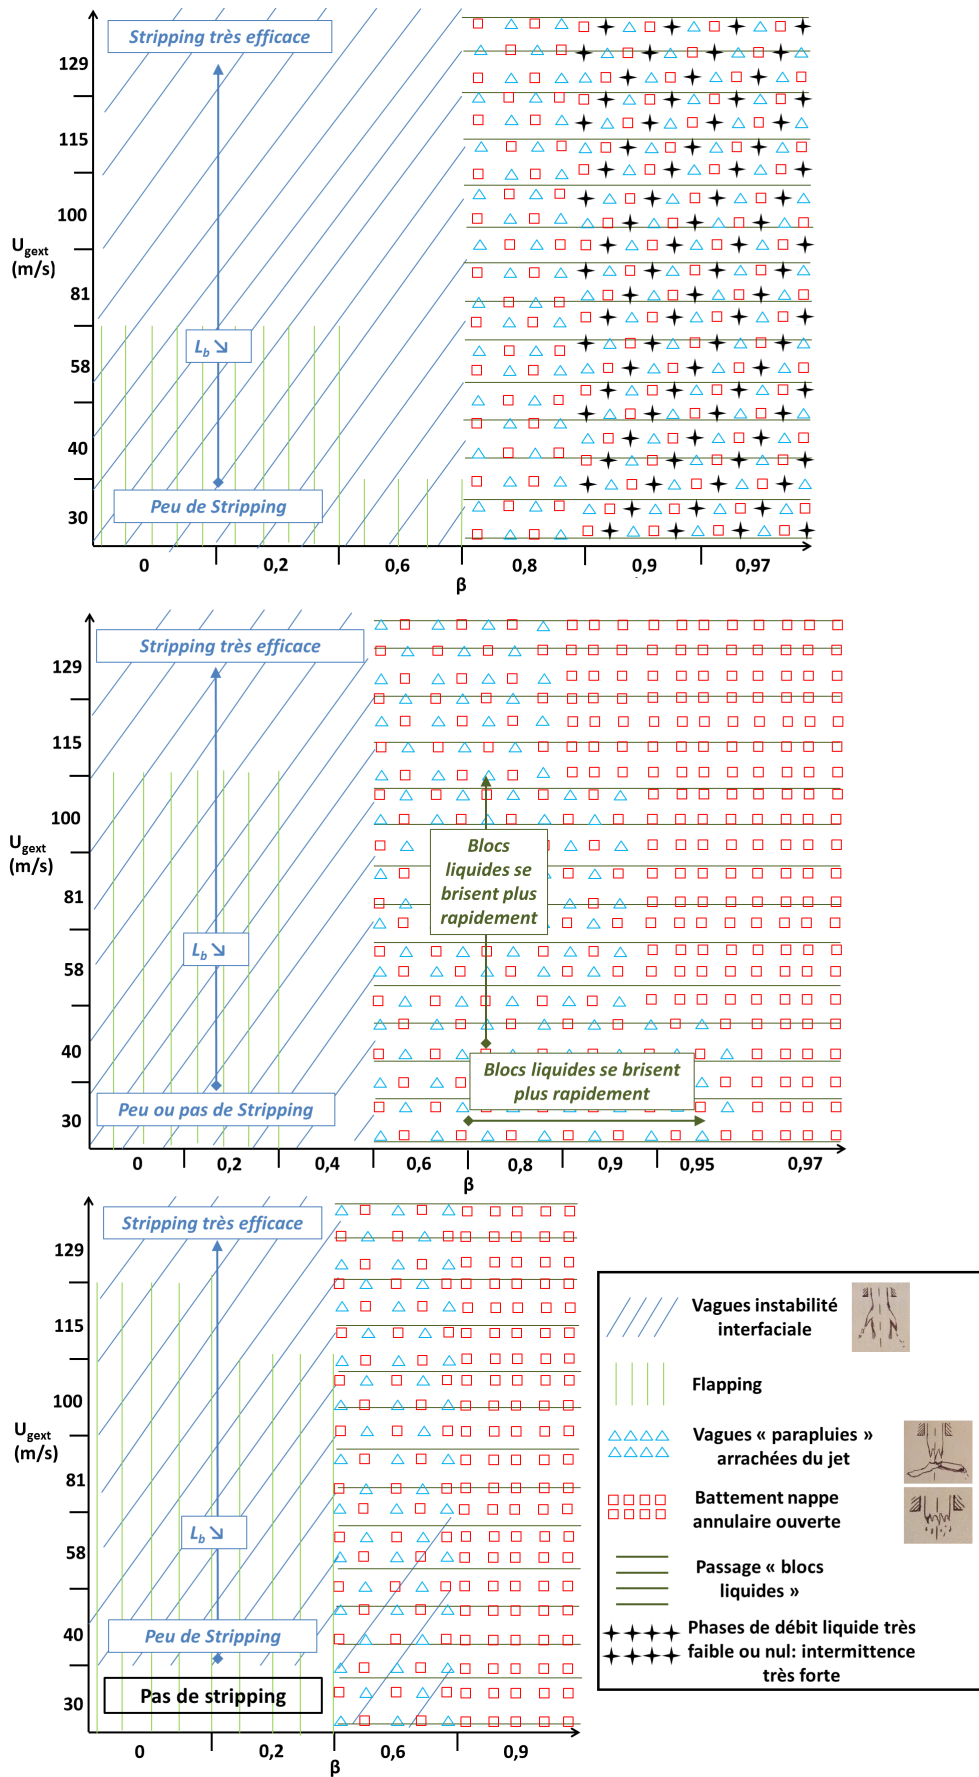 Stripping très efficace
129
115
100
U_gext
(m/s)
81
L_b ↘
58
40
Peu de Stripping
30
0 0,2 0,6 0,8 0,9 0,97
β
Stripping très efficace
129
115
100
U_gext
(m/s)
Blocs
liquides se
brisent plus
rapidement
81
L_b ↘
58
40
Blocs liquides se brisent
plus rapidement
Peu ou pas de Stripping
30
0 0,2 0,4 0,6 0,8 0,9 0,95 0,97
β
Stripping très efficace
129
115
100
U_gext
(m/s)
81
L_b ↘
58
40
Peu de Stripping
Pas de stripping
30
0 0,2 0,6 0,9
β
Vagues instabilité
interfaciale
Flapping
Vagues « parapluies »
arrachées du jet
Battement nappe
annulaire ouverte
Passage « blocs
liquides »
Phases de débit liquide très
faible ou nul: intermittence
très forte